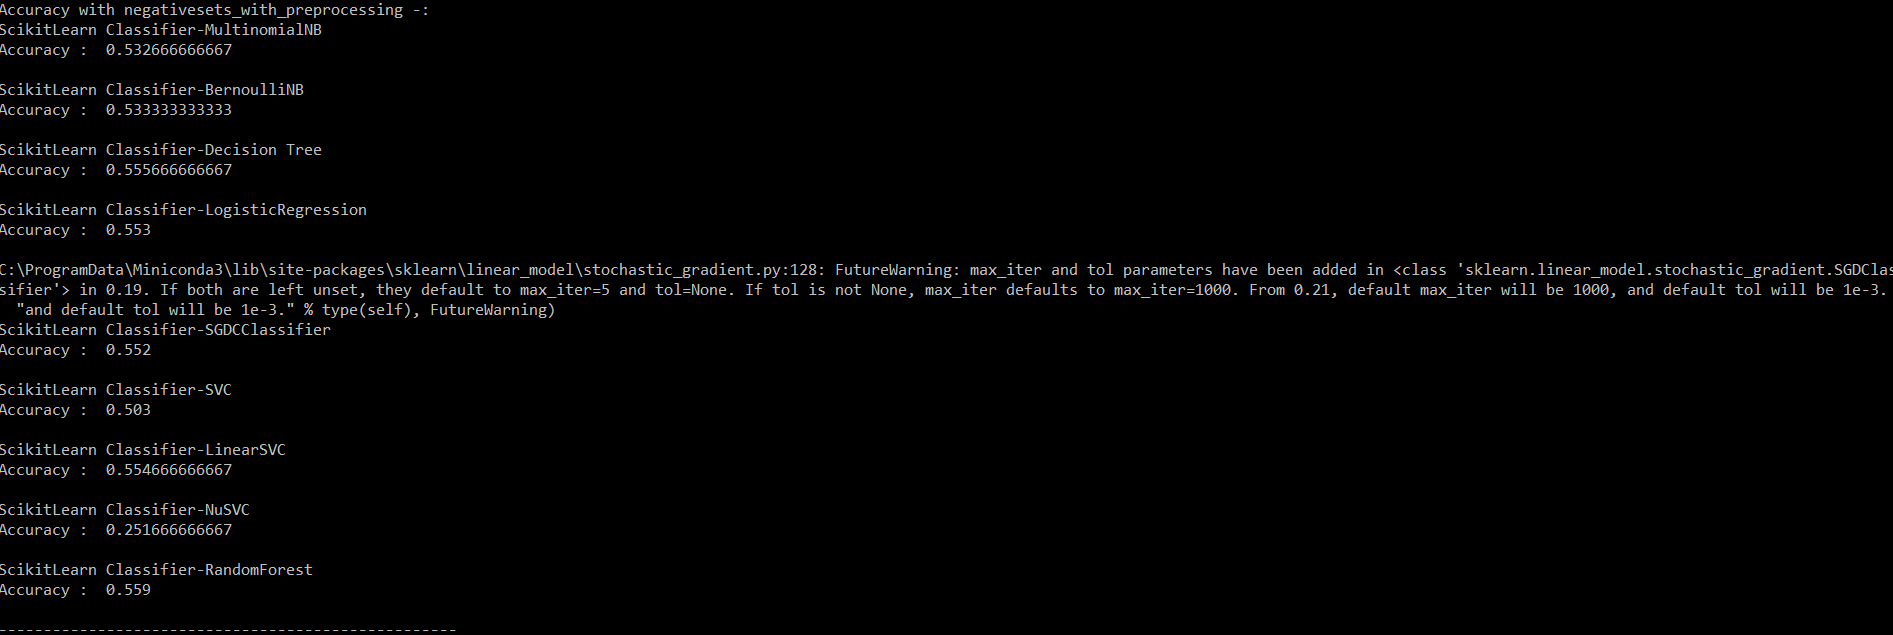 Accuracy with negativesets_with_preprocessing -:
ScikitLearn Classifier-MultinomialNB
Accuracy :  0.532666666667
ScikitLearn Classifier-BernoulliNB
Accuracy :  0.533333333333
ScikitLearn Classifier-Decision Tree
Accuracy :  0.555666666667
ScikitLearn Classifier-LogisticRegression
Accuracy :  0.553
C:\ProgramData\Miniconda3\lib\site-packages\sklearn\linear_model\stochastic_gradient.py:128: FutureWarning: max_iter and tol parameters have been added in <class 'sklearn.linear_model.stochastic_gradient.SGDClas
sifier'> in 0.19. If both are left unset, they default to max_iter=5 and tol=None. If tol is not None, max_iter defaults to max_iter=1000. From 0.21, default max_iter will be 1000, and default tol will be 1e-3.
"and default tol will be 1e-3." % type(self), FutureWarning)
ScikitLearn Classifier-SGDCClassifier
Accuracy :  0.552
ScikitLearn Classifier-SVC
Accuracy :  0.503
ScikitLearn Classifier-LinearSVC
Accuracy :  0.554666666667
ScikitLearn Classifier-NuSVC
Accuracy :  0.251666666667
ScikitLearn Classifier-RandomForest
Accuracy :  0.559
---------------------------------------------------